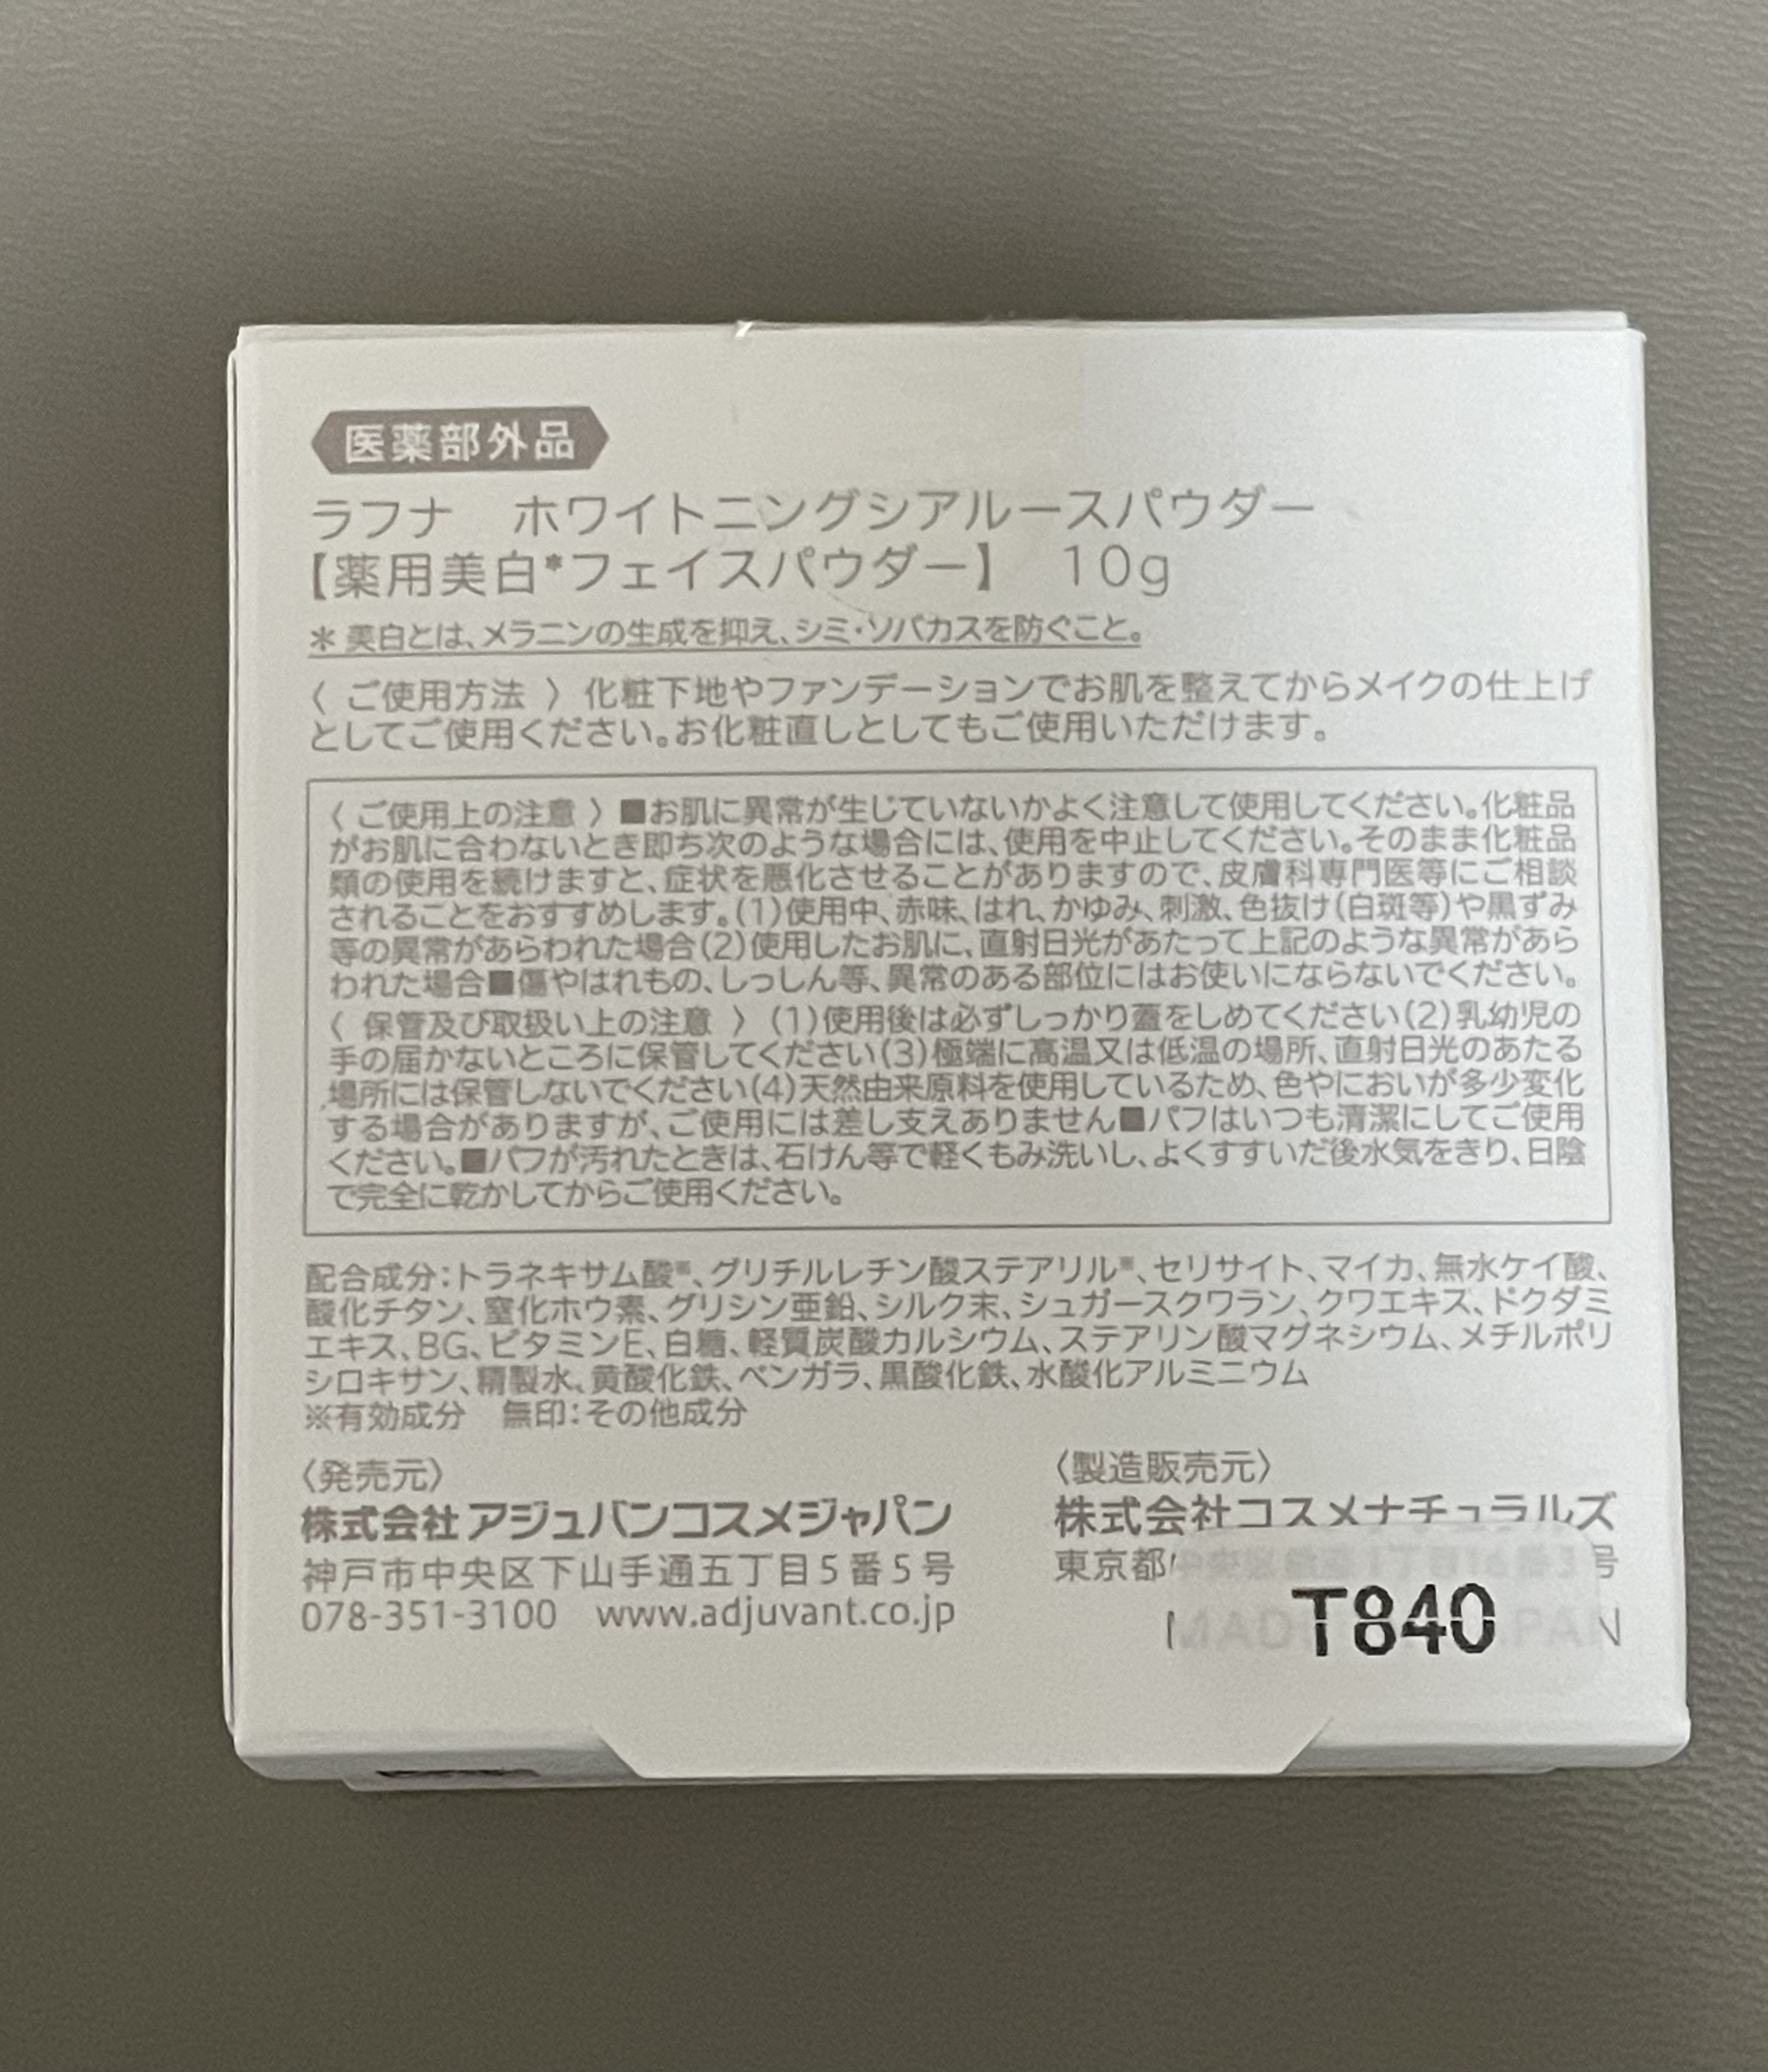 医薬部外品
ラフナ　ホワイトニングシアルースパウダー
【薬用美白*フェイスパウダー】　10g
＊美白とは、メラニンの生成を抑え、シミ・ソバカスを防ぐこと。
〈 ご使用方法 〉化粧下地やファンデーションでお肌を整えてからメイクの仕上げ
としてご使用ください。お化粧直しとしてもご使用いただけます。
〈 ご使用上の注意 〉■お肌に異常が生じていないかよく注意して使用してください。化粧品
がお肌に合わないとき即ち次のような場合には、使用を中止してください。そのまま化粧品
類の使用を続けますと、症状を悪化させることがありますので、皮膚科専門医等にご相談
されることをおすすめします。(1)使用中、赤味、はれ、かゆみ、刺激、色抜け(白斑等)や黒ずみ
等の異常があらわれた場合(2)使用したお肌に、直射日光があたって上記のような異常があら
われた場合■傷やはれもの、しっしん等、異常のある部位にはお使いにならないでください。
〈 保管及び取扱い上の注意 〉(1)使用後は必ずしっかり蓋をしめてください(2)乳幼児の
手の届かないところに保管してください(3)極端に高温又は低温の場所、直射日光のあたる
場所には保管しないでください(4)天然由来原料を使用しているため、色やにおいが多少変化
する場合がありますが、ご使用には差し支えありません■パフはいつも清潔にしてご使用
ください。■パフが汚れたときは、石けん等で軽くもみ洗いし、よくすすいだ後水気をきり、日陰
で完全に乾かしてからご使用ください。
配合成分：トラネキサム酸※、グリチルレチン酸ステアリル※、セリサイト、マイカ、無水ケイ酸、
酸化チタン、窒化ホウ素、グリシン亜鉛、シルク末、シュガースクワラン、クワエキス、ドクダミ
エキス、BG、ビタミンE、白糖、軽質炭酸カルシウム、ステアリン酸マグネシウム、メチルポリ
シロキサン、精製水、黄酸化鉄、ベンガラ、黒酸化鉄、水酸化アルミニウム
※有効成分　無印：その他成分
〈発売元〉
株式会社 アジュバンコスメジャパン
神戸市中央区下山手通五丁目5番5号
078-351-3100　www.adjuvant.co.jp
〈製造販売元〉
株式会社コスメナチュラルズ
東京都 号
T840